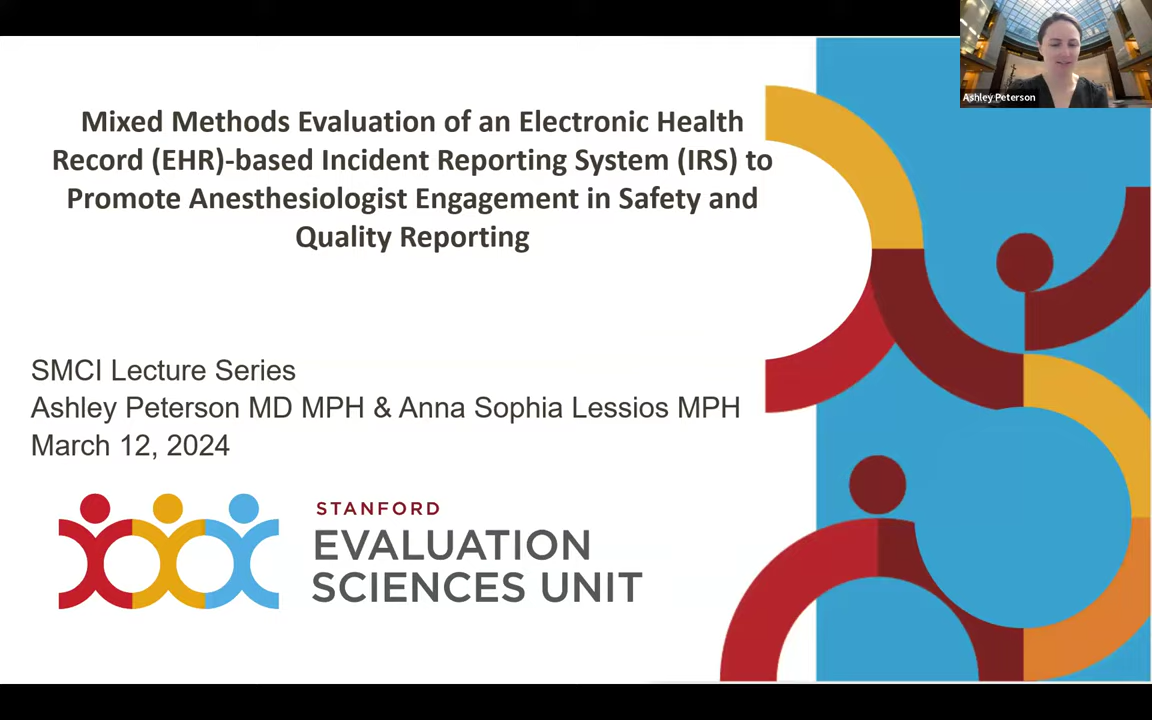 Ashley Peterson
Mixed Methods Evaluation of an Electronic Health
Record (EHR)-based Incident Reporting System (IRS) to
Promote Anesthesiologist Engagement in Safety and
Quality Reporting
SMCI Lecture Series
Ashley Peterson MD MPH & Anna Sophia Lessios MPH
March 12, 2024
STANFORD
EVALUATION
SCIENCES UNIT